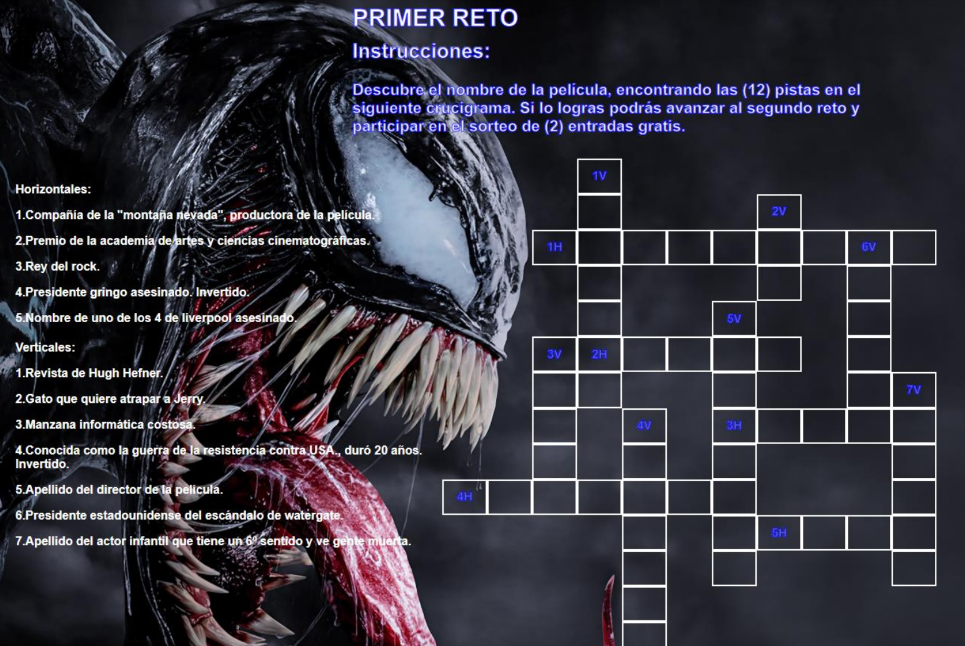 PRIMER RETO
Instrucciones:
Descubre el nombre de la película, encontrando las (12) pistas en el
siguiente crucigrama. Si lo logras podrás avanzar al segundo reto y
participar en el sorteo de (2) entradas gratis.
Horizontales:
1.Compañia de la "montaña nevada", productora de la película.
2.Premio de la academia de artes y ciencias cinematográficas.
3.Rey del rock.
4.Presidente gringo asesinado. Invertido.
5.Nombre de uno de los 4 de liverpool asesinado.
Verticales:
1.Revista de Hugh Hefner.
2.Gato que quiere atrapar a Jerry.
3.Manzana informática costosa.
4.Conocida como la guerra de la resistencia contra USA., duró 20 años.
Invertido.
5.Apellido del director de la película.
6.Presidente estadounidense del escándalo de watergate.
7.Apellido del actor infantil que tiene un 6º sentido y ve gente muerta.
1V
2V
1H
6V
5V
3V
2H
7V
4V
3H
4H
5H